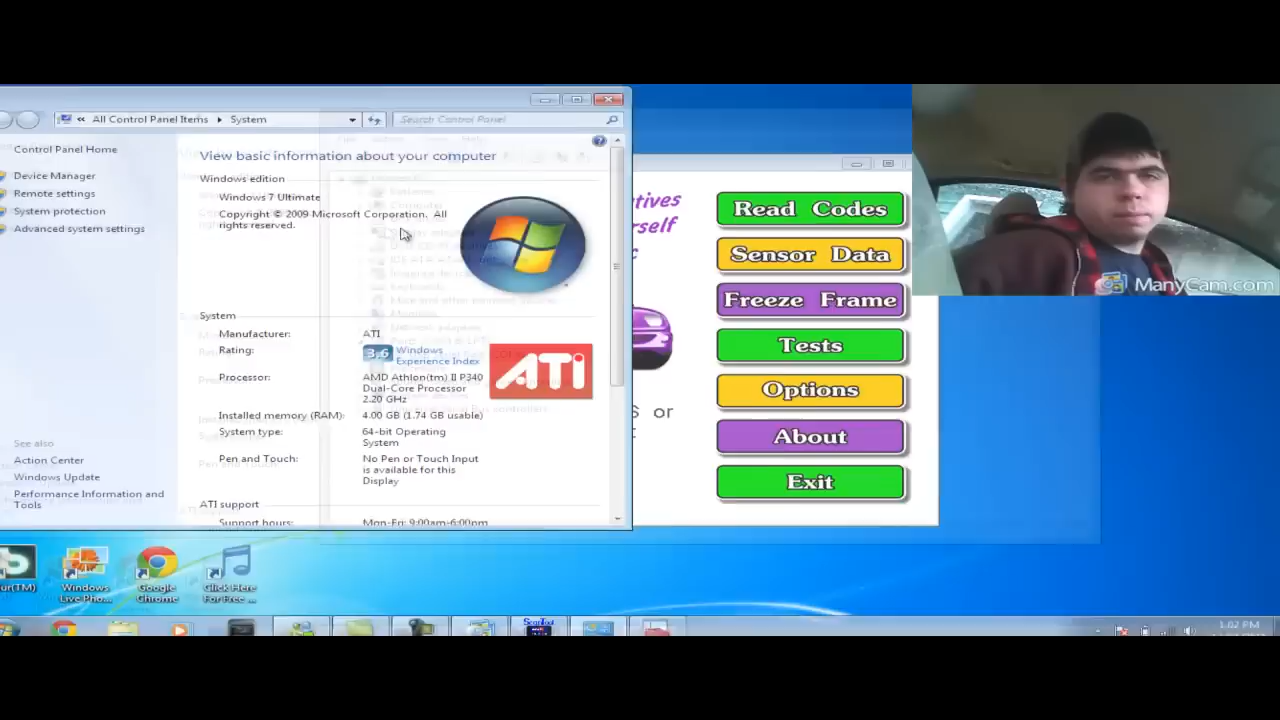 All Control Panel Items
System
Search Control Panel
Control Panel Home
Device Manager
Remote settings
System protection
Advanced system settings
See also
Action Center
Windows Update
Performance Information and
Tools
View basic information about your computer
Windows edition
Windows 7 Ultimate
Copyright © 2009 Microsoft Corporation. All
rights reserved.
System
Manufacturer:
ATI
Rating:
3.6
Windows
Experience Index
Processor:
AMD Athlon(tm) II P340
Dual-Core Processor
2.20 GHz
Installed memory (RAM):
4.00 GB (1.74 GB usable)
System type:
64-bit Operating
System
Pen and Touch:
No Pen or Touch Input
is available for this
Display
ATI
ATI support
Support hours:
Mon-Fri: 9:00am-6:00pm
Read Codes
Sensor Data
Freeze Frame
Tests
Options
About
Exit
or
ManyCam.com
Windows
Live Pho...
Google
Chrome
Click Here
For Free ...
ScanTool
1:02 PM